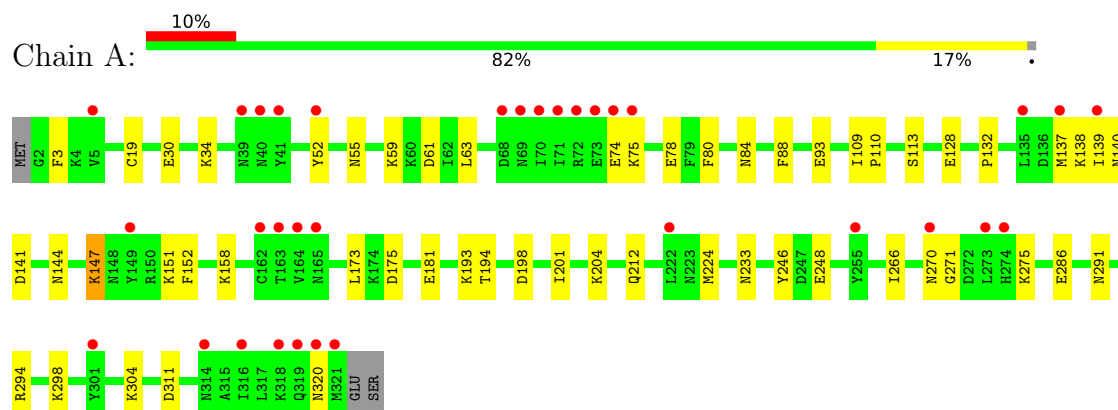 10%
Chain A:
82% 17% •
MET G2 F3 K4 V5 C19 E30 K34 N39 N40 Y41 Y52 N55 K59 K60 D61 I62 L63 D68 N69 I70 I71 R72 E73 E74 K75 E78 F79 F80 N84 F88 E93 I109 P110 S113 E128 P132 L135 D136 M137 K138 I139 N140
D141 N144 K147 N148 Y149 R150 K151 F152 K158 C162 T163 V164 N165 L173 K174 D175 E181 K193 T194 D198 I201 K204 Q212 L222 N223 M224 N233 Y246 D247 E248 Y255 I266 N270 G271 D272 L273 H274 K275 E286 N291
R294 K298 Y301 K304 D311 N314 A315 I316 L317 K318 Q319 N320 M321 GLU SER